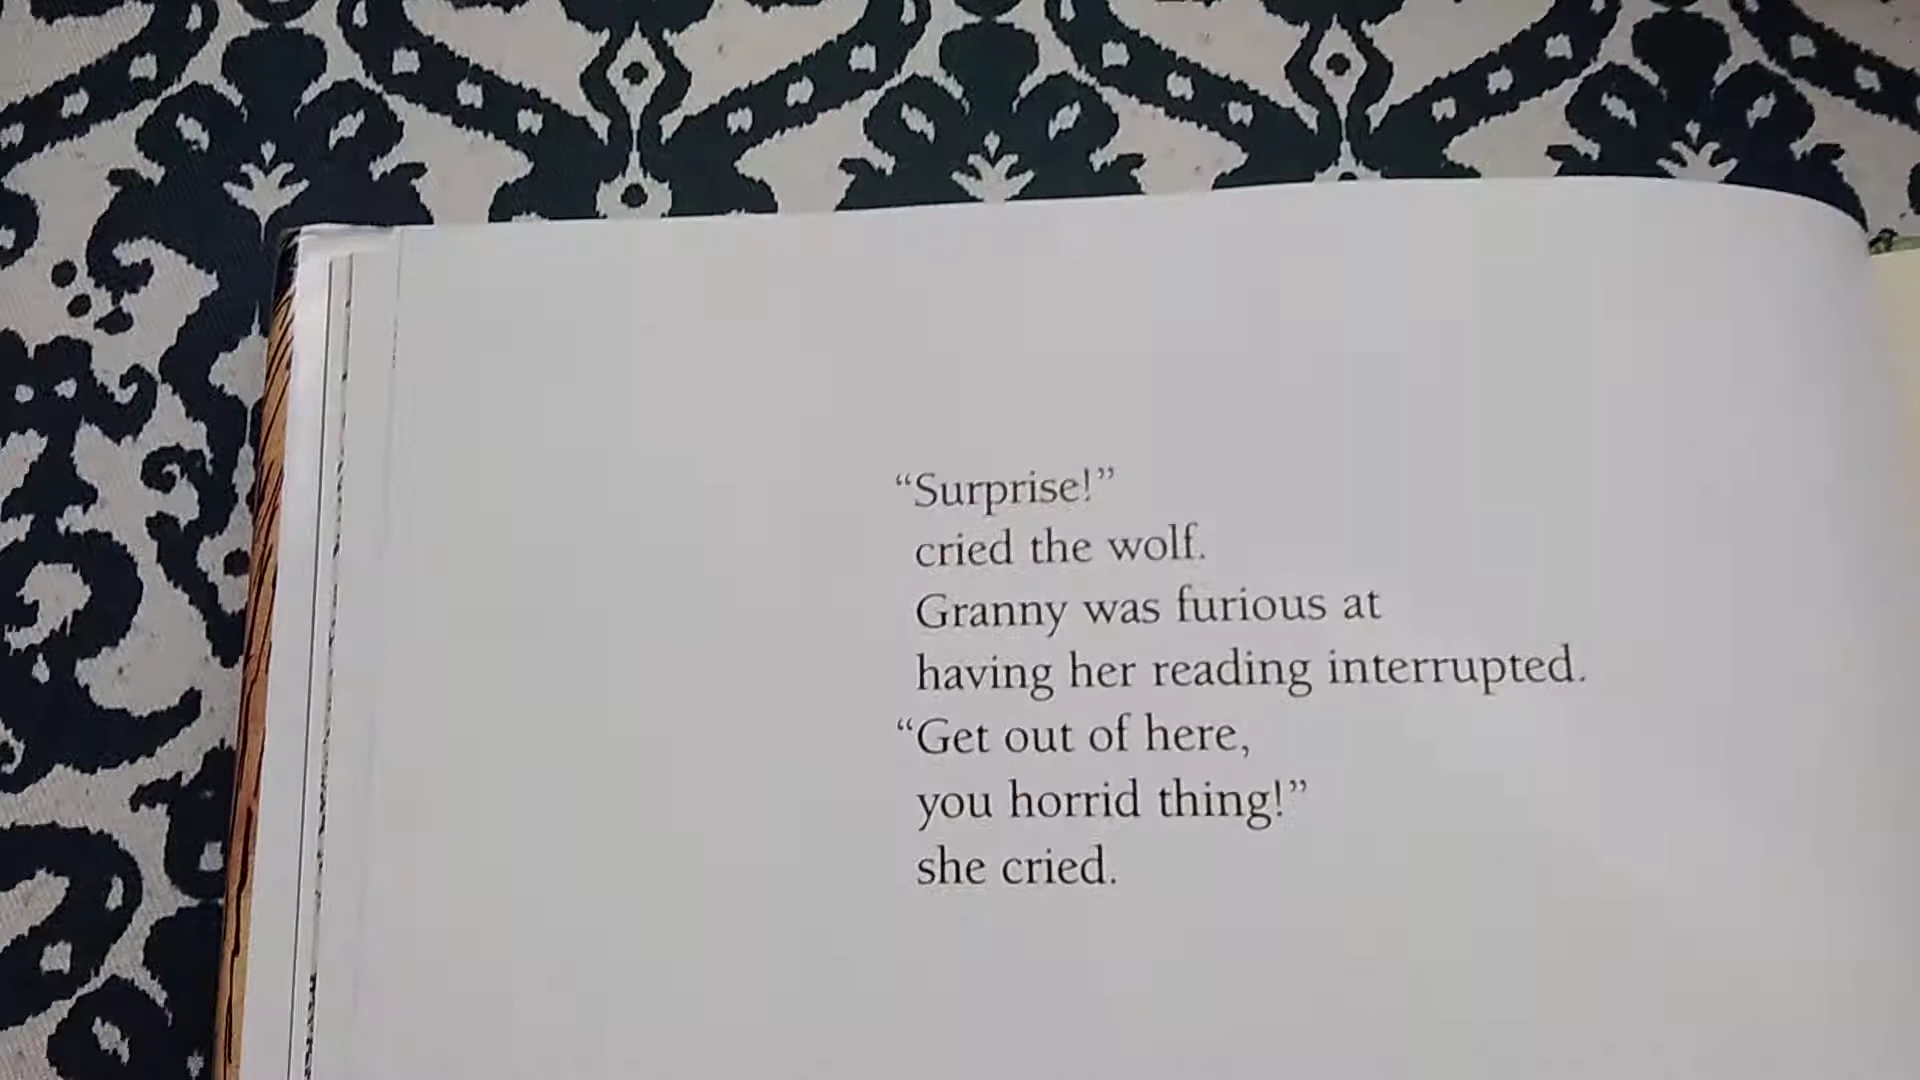 “Surprise!”
cried the wolf.
Granny was furious at
having her reading interrupted.
“Get out of here,
you horrid thing!”
she cried.